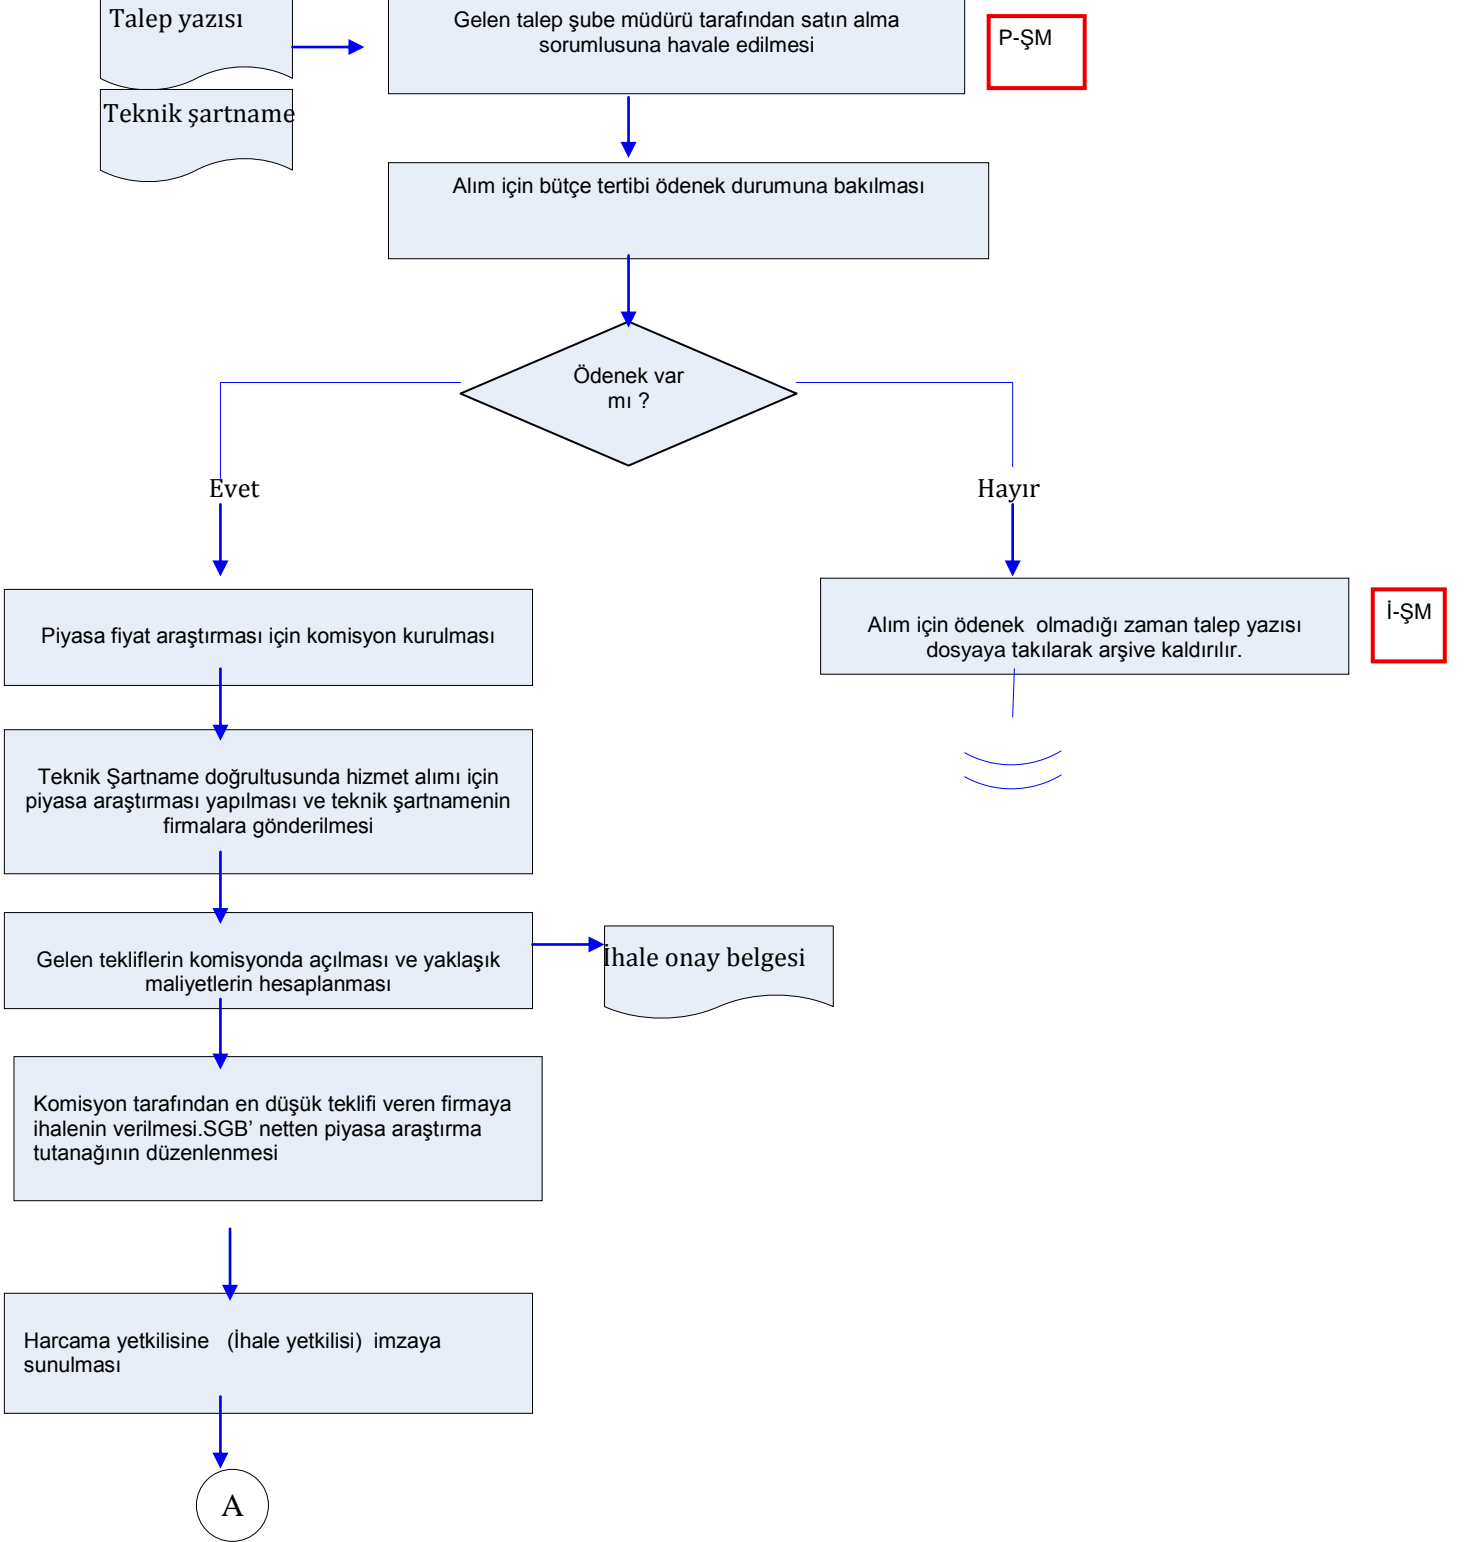 Talep yazısı
Teknik şartname
Gelen talep şube müdürü tarafından satın alma
sorumlusuna havale edilmesi
P-ŞM
Alım için bütçe tertibi ödenek durumuna bakılması
Ödenek var
mı ?
Evet
Hayır
Piyasa fiyat araştırması için komisyon kurulması
Alım için ödenek  olmadığı zaman talep yazısı
dosyaya takılarak arşive kaldırılır.
İ-ŞM
Teknik Şartname doğrultusunda hizmet alımı için
piyasa araştırması yapılması ve teknik şartnamenin
firmalara gönderilmesi
Gelen tekliflerin komisyonda açılması ve yaklaşık
maliyetlerin hesaplanması
İhale onay belgesi
Komisyon tarafından en düşük teklifi veren firmaya
ihalenin verilmesi.SGB’ netten piyasa araştırma
tutanağının düzenlenmesi
Harcama yetkilisine   (İhale yetkilisi)  imzaya
sunulması
A